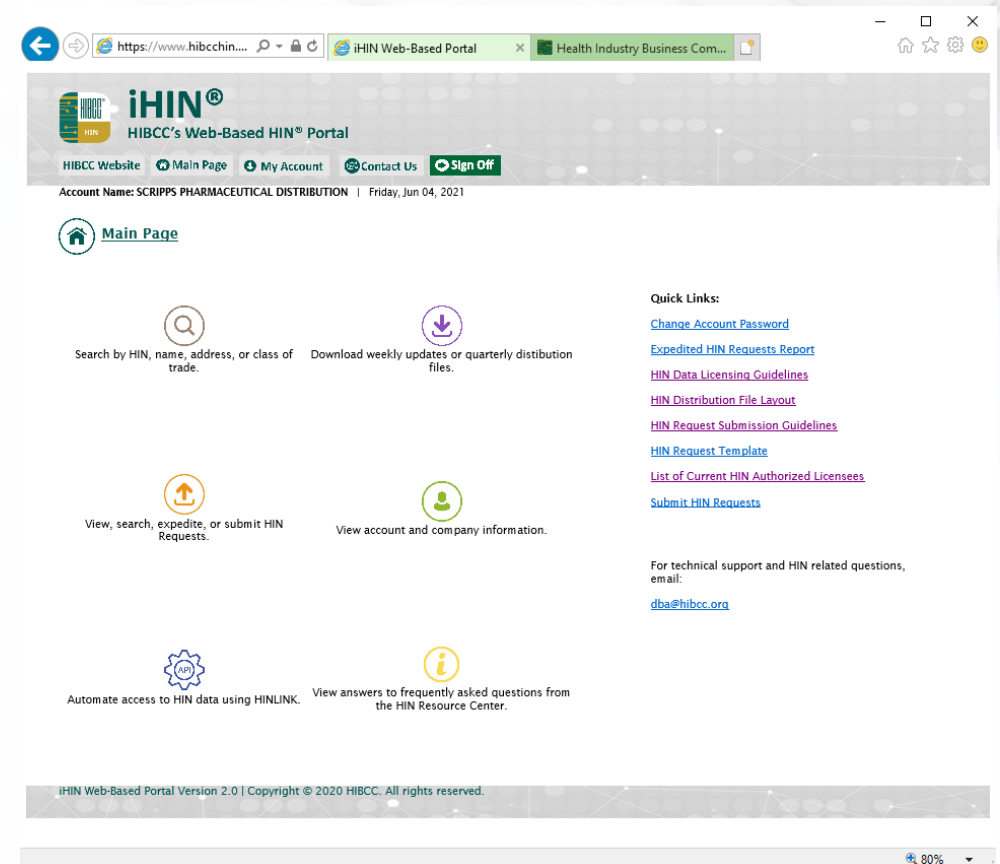 https://www.hibcchin....
iHIN Web-Based Portal
Health Industry Business Com...
HIBCC
HIN
iHIN®
HIBCC's Web-Based HIN® Portal
HIBCC Website Main Page My Account Contact Us Sign Off
Account Name: SCRIPPS PHARMACEUTICAL DISTRIBUTION | Friday, Jun 04, 2021
Main Page
Search by HIN, name, address, or class of
trade.
Download weekly updates or quarterly distibution
files.
View, search, expedite, or submit HIN
Requests.
View account and company information.
API
Automate access to HIN data using HINLINK.
View answers to frequently asked questions from
the HIN Resource Center.
Quick Links:
Change Account Password
Expedited HIN Requests Report
HIN Data Licensing Guidelines
HIN Distribution File Layout
HIN Request Submission Guidelines
HIN Request Template
List of Current HIN Authorized Licensees
Submit HIN Requests
For technical support and HIN related questions,
email:
dba@hibcc.org
iHIN Web-Based Portal Version 2.0 | Copyright © 2020 HIBCC. All rights reserved.
80%